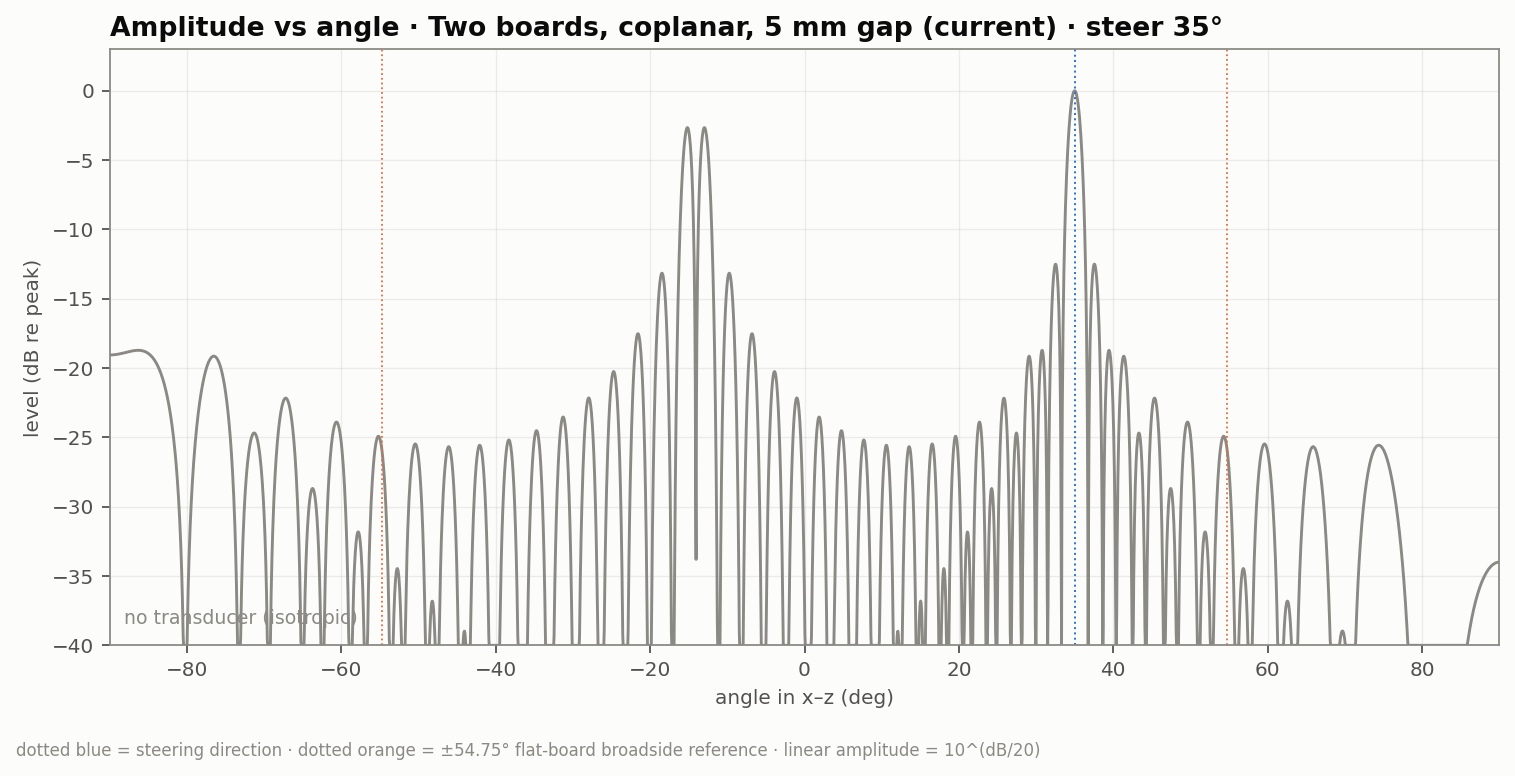 Amplitude vs angle · Two boards, coplanar, 5 mm gap (current) · steer 35°
level (dB re peak)
0
−5
−10
−15
−20
−25
−30
−35
−40
no transducer (isotropic)
−80 −60 −40 −20 0 20 40 60 80
angle in x–z (deg)
dotted blue = steering direction · dotted orange = ±54.75° flat-board broadside reference · linear amplitude = 10^(dB/20)